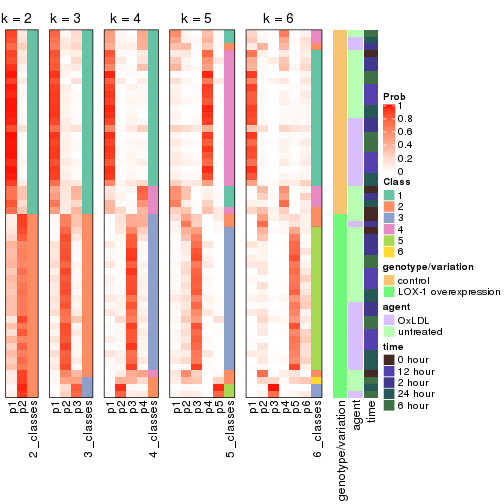 k = 2
k = 3
k = 4
k = 5
k = 6
p1
p2
2_classes
p1
p2
p3
3_classes
p1
p2
p3
p4
4_classes
p1
p2
p3
p4
p5
5_classes
p1
p2
p3
p4
p5
p6
6_classes
genotype/variation
agent
time
Prob
1
0.8
0.6
0.4
0.2
0
Class
1
2
3
4
5
6
genotype/variation
control
LOX-1 overexpression
agent
OxLDL
untreated
time
0 hour
12 hour
2 hour
24 hour
6 hour